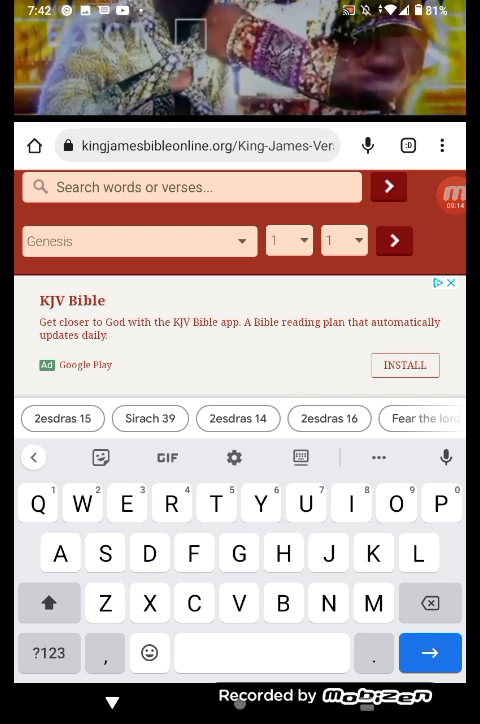 7:42
81%
ELECT
kingjamesbibleonline.org/King-James-Ver
:D
Search words or verses...
09:14
Genesis
1
1
KJV Bible
Get closer to God with the KJV Bible app. A Bible reading plan that automatically
updates daily.
Ad Google Play
INSTALL
2esdras 15
Sirach 39
2esdras 14
2esdras 16
Fear the lord
GIF
1 2 3 4 5 6 7 8 9 0
Q W E R T Y U I O P
A S D F G H J K L
Z X C V B N M
?123 , .
Recorded by mobizen